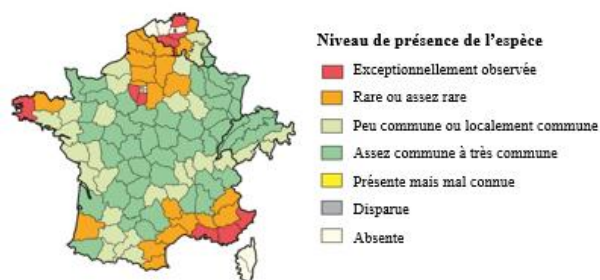 Niveau de présence de l'espèce
Exceptionnellement observée
Rare ou assez rare
Peu commune ou localement commune
Assez commune à très commune
Présente mais mal connue
Disparue
Absente